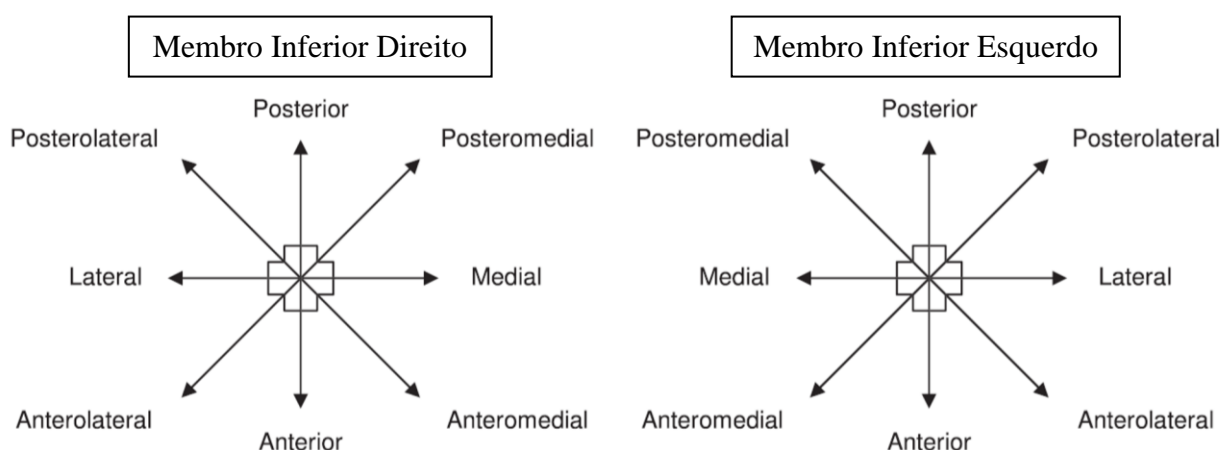 Membro Inferior Direito
Posterior
Posterolateral
Posteromedial
Lateral
Medial
Anterolateral
Anteromedial
Anterior
Membro Inferior Esquerdo
Posterior
Posteromedial
Posterolateral
Medial
Lateral
Anteromedial
Anterolateral
Anterior